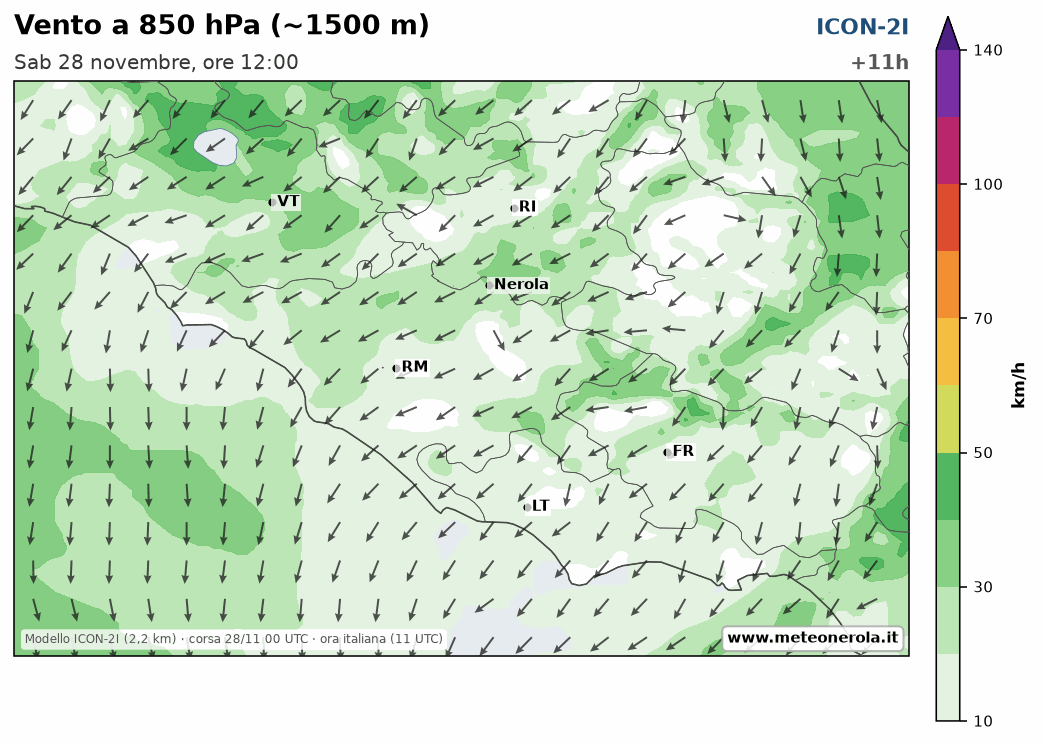 Vento a 850 hPa (~1500 m)
ICON-2I
Sab 28 novembre, ore 12:00
+11h
VT
RI
Nerola
RM
FR
LT
Modello ICON-2I (2,2 km) · corsa 28/11 00 UTC · ora italiana (11 UTC)
www.meteonerola.it
140
100
70
50
30
10
km/h